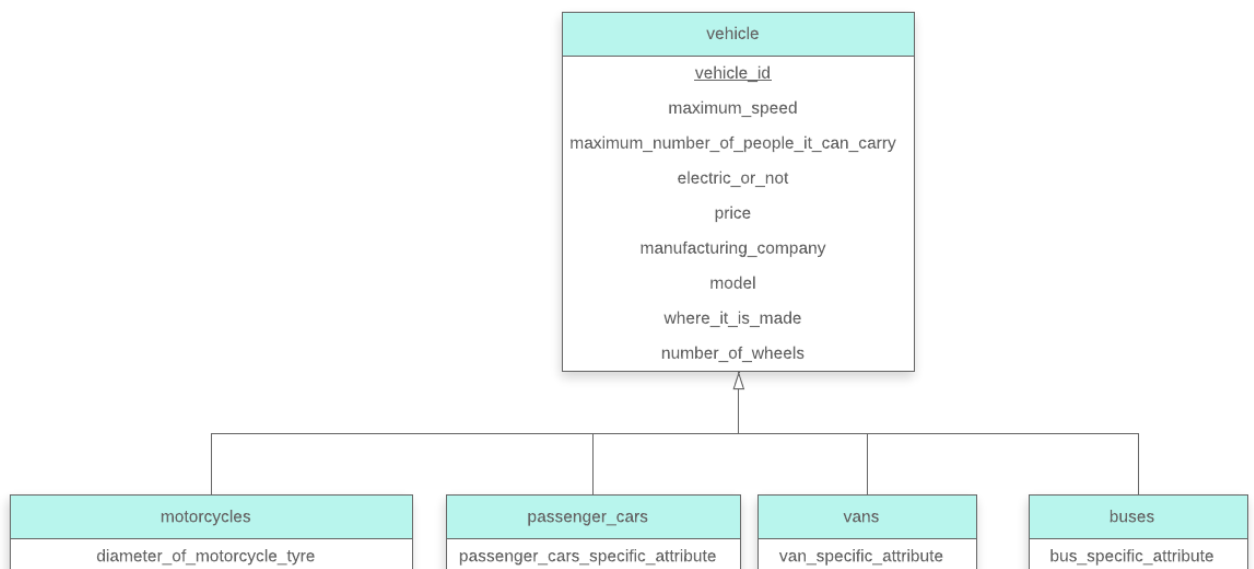 vehicle
vehicle_id
maximum_speed
maximum_number_of_people_it_can_carry
electric_or_not
price
manufacturing_company
model
where_it_is_made
number_of_wheels
motorcycles
diameter_of_motorcycle_tyre
passenger_cars
passenger_cars_specific_attribute
vans
van_specific_attribute
buses
bus_specific_attribute